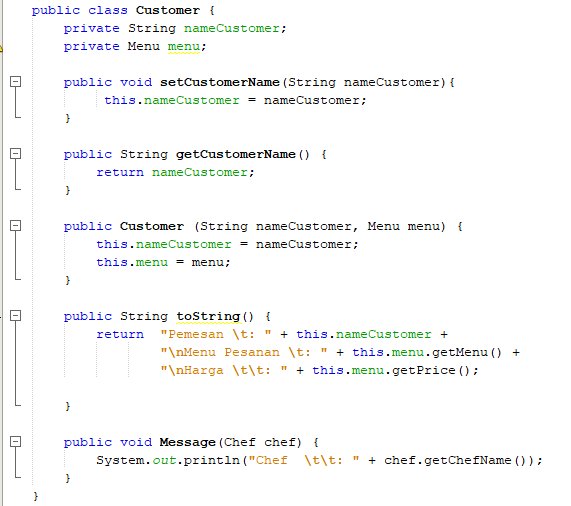 public class Customer {
    private String nameCustomer;
    private Menu menu;

    public void setCustomerName(String nameCustomer){
         this.nameCustomer = nameCustomer;
    }

    public String getCustomerName() {
        return nameCustomer;
    }

    public Customer (String nameCustomer, Menu menu) {
        this.nameCustomer = nameCustomer;
        this.menu = menu;
    }

    public String toString() {
        return  "Pemesan \t: " + this.nameCustomer +
                "\nMenu Pesanan \t: " + this.menu.getMenu() +
                "\nHarga \t\t: " + this.menu.getPrice();

    }

    public void Message(Chef chef) {
        System.out.println("Chef  \t\t: " + chef.getChefName());
    }
}